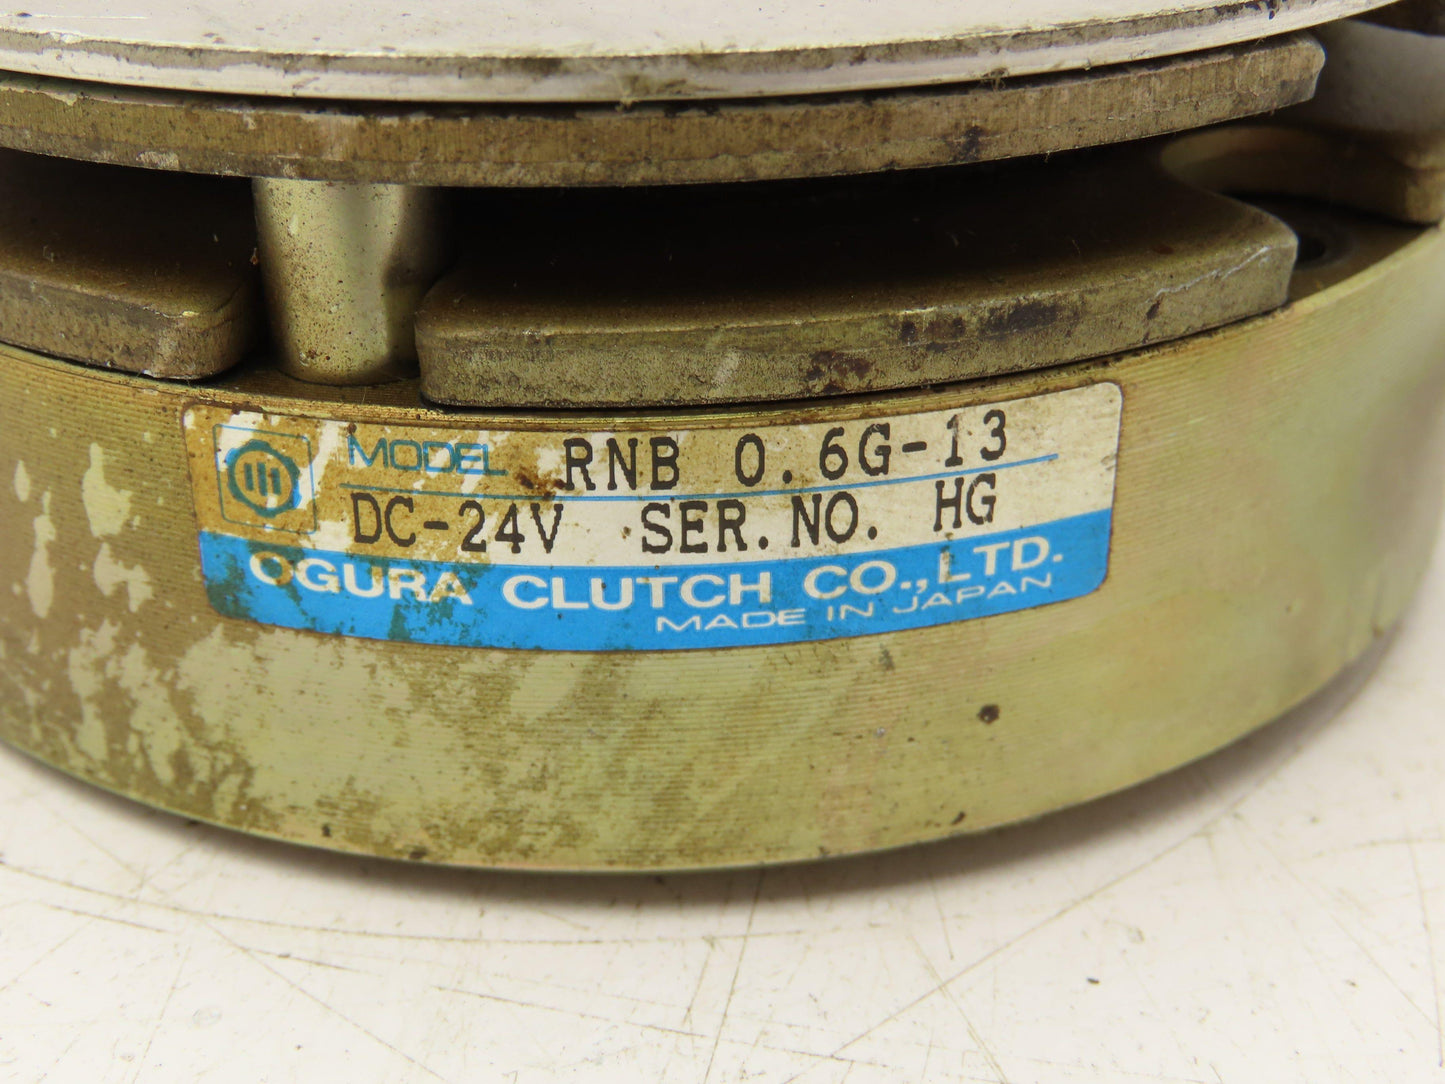 MODEL RNB 0.6G-13
DC-24V SER.NO. HG
OGURA CLUTCH CO.,LTD.
MADE IN JAPAN